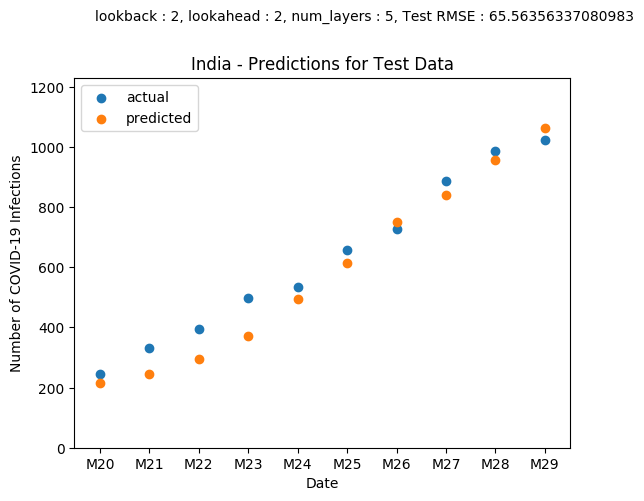 lookback : 2, lookahead : 2, num_layers : 5, Test RMSE : 65.56356337080983
India - Predictions for Test Data
1200
1000
800
600
400
200
0
Number of COVID-19 Infections
actual
predicted
M20 M21 M22 M23 M24 M25 M26 M27 M28 M29
Date